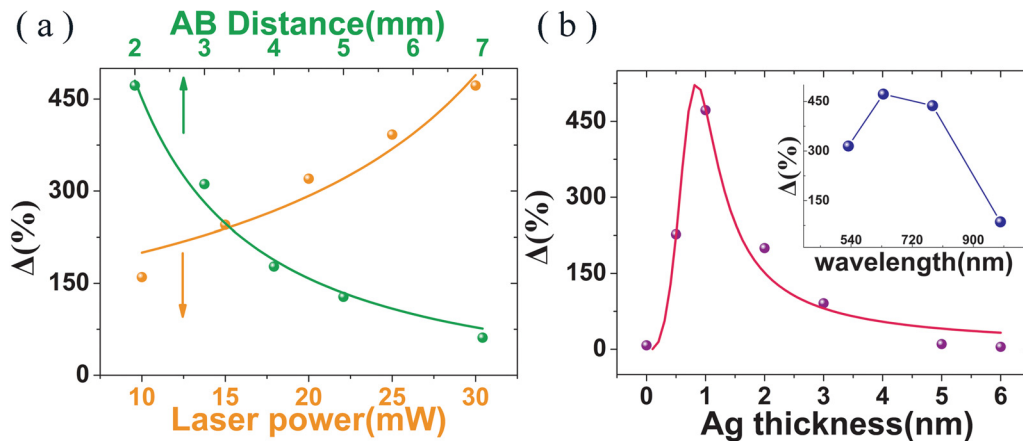 ( a )
AB Distance(mm)
2 3 4 5 6 7
450
300
150
0
Δ(%)
10 15 20 25 30
Laser power(mW)
( b )
450
300
150
0
Δ(%)
0 1 2 3 4 5 6
Ag thickness(nm)
450
300
150
Δ(%)
540 720 900
wavelength(nm)